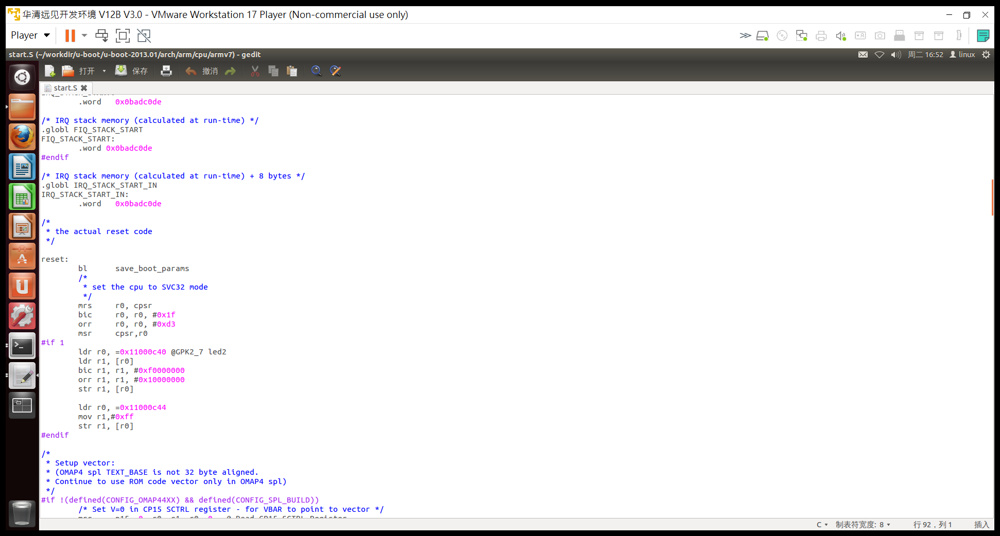 华清远见开发环境 V12B V3.0 - VMware Workstation 17 Player (Non-commercial use only)
Player
start.S (~/workdir/u-boot/u-boot-2013.01/arch/arm/cpu/armv7) - gedit
周二 16:52 linux
打开 保存 撤消
start.S
.word   0x0badc0de
/* IRQ stack memory (calculated at run-time) */
.globl FIQ_STACK_START
FIQ_STACK_START:
.word 0x0badc0de
#endif
/* IRQ stack memory (calculated at run-time) + 8 bytes */
.globl IRQ_STACK_START_IN
IRQ_STACK_START_IN:
.word   0x0badc0de
/*
* the actual reset code
*/
reset:
bl      save_boot_params
/*
* set the cpu to SVC32 mode
*/
mrs     r0, cpsr
bic     r0, r0, #0x1f
orr     r0, r0, #0xd3
msr     cpsr,r0
#if 1
ldr r0, =0x11000c40 @GPK2_7 led2
ldr r1, [r0]
bic r1, r1, #0xf0000000
orr r1, r1, #0x10000000
str r1, [r0]
ldr r0, =0x11000c44
mov r1,#0xff
str r1, [r0]
#endif
/*
* Setup vector:
* (OMAP4 spl TEXT_BASE is not 32 byte aligned.
* Continue to use ROM code vector only in OMAP4 spl)
*/
#if !(defined(CONFIG_OMAP44XX) && defined(CONFIG_SPL_BUILD))
/* Set V=0 in CP15 SCTRL register - for VBAR to point to vector */
C 制表符宽度: 8 行 92，列 1 插入